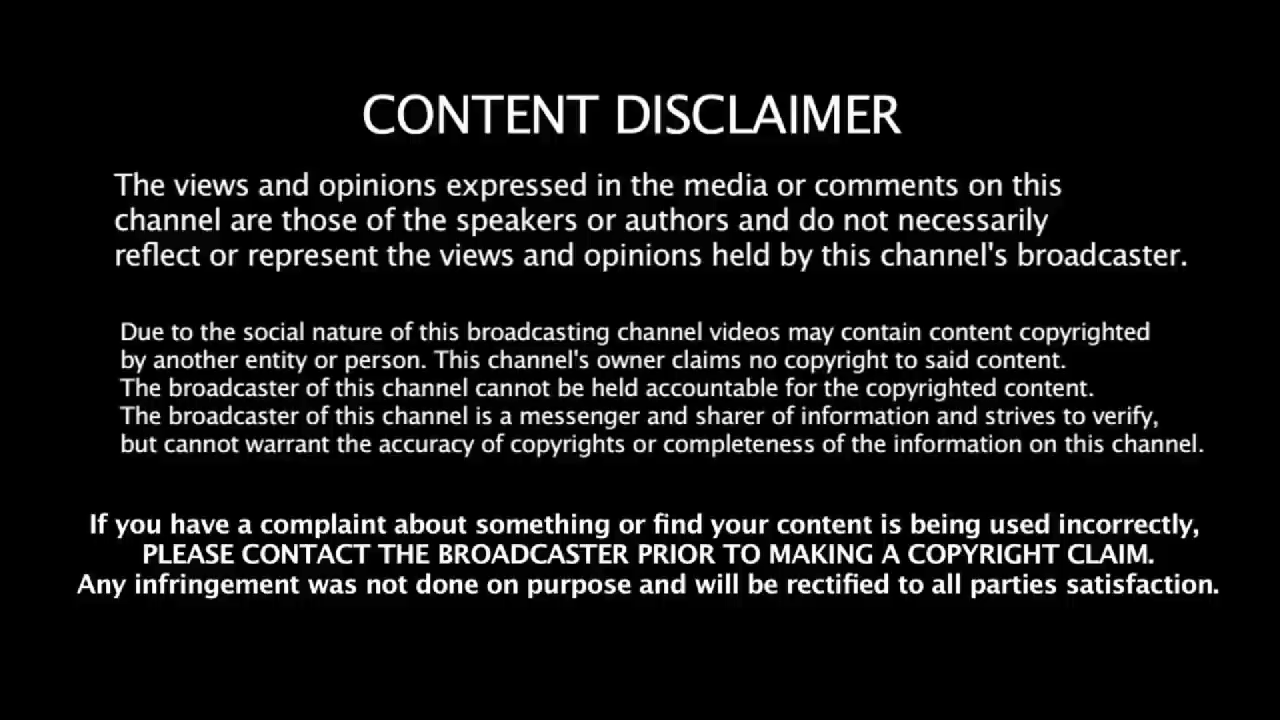 CONTENT DISCLAIMER
The views and opinions expressed in the media or comments on this
channel are those of the speakers or authors and do not necessarily
reflect or represent the views and opinions held by this channel's broadcaster.
Due to the social nature of this broadcasting channel videos may contain content copyrighted
by another entity or person. This channel's owner claims no copyright to said content.
The broadcaster of this channel cannot be held accountable for the copyrighted content.
The broadcaster of this channel is a messenger and sharer of information and strives to verify,
but cannot warrant the accuracy of copyrights or completeness of the information on this channel.
If you have a complaint about something or find your content is being used incorrectly,
PLEASE CONTACT THE BROADCASTER PRIOR TO MAKING A COPYRIGHT CLAIM.
Any infringement was not done on purpose and will be rectified to all parties satisfaction.